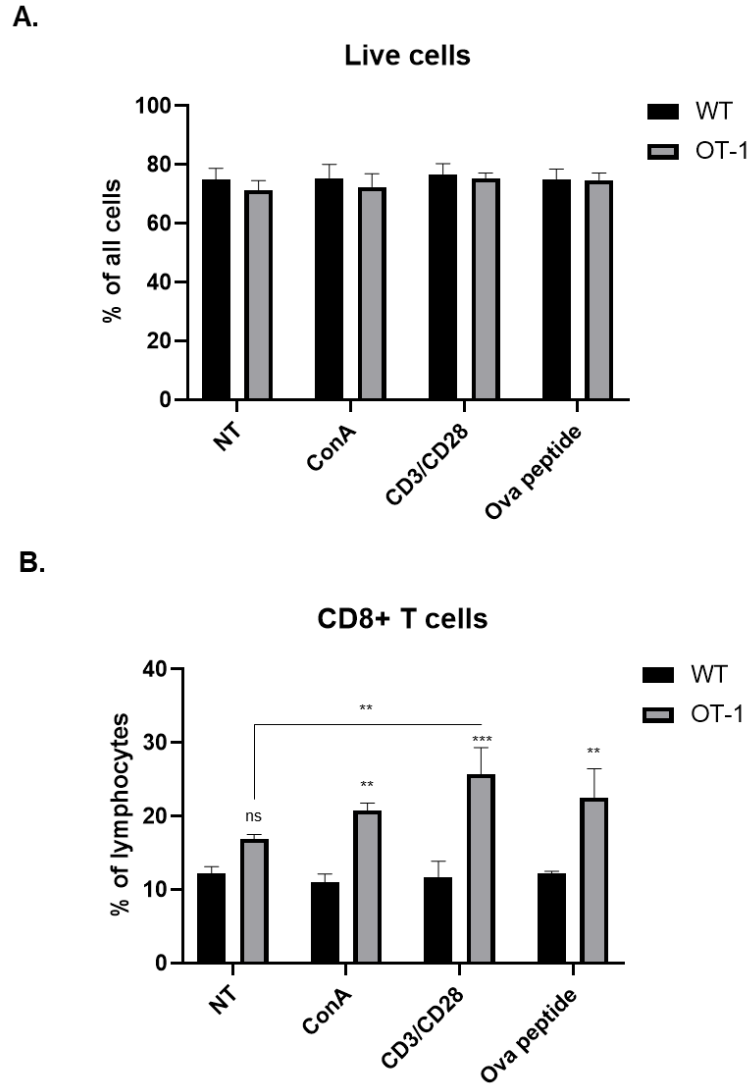 A.
Live cells
WT
OT-1
% of all cells
100
80
60
40
20
0
NT
ConA
CD3/CD28
Ova peptide
B.
CD8+ T cells
WT
OT-1
% of lymphocytes
40
30
20
10
0
**
ns
**
***
**
NT
ConA
CD3/CD28
Ova peptide